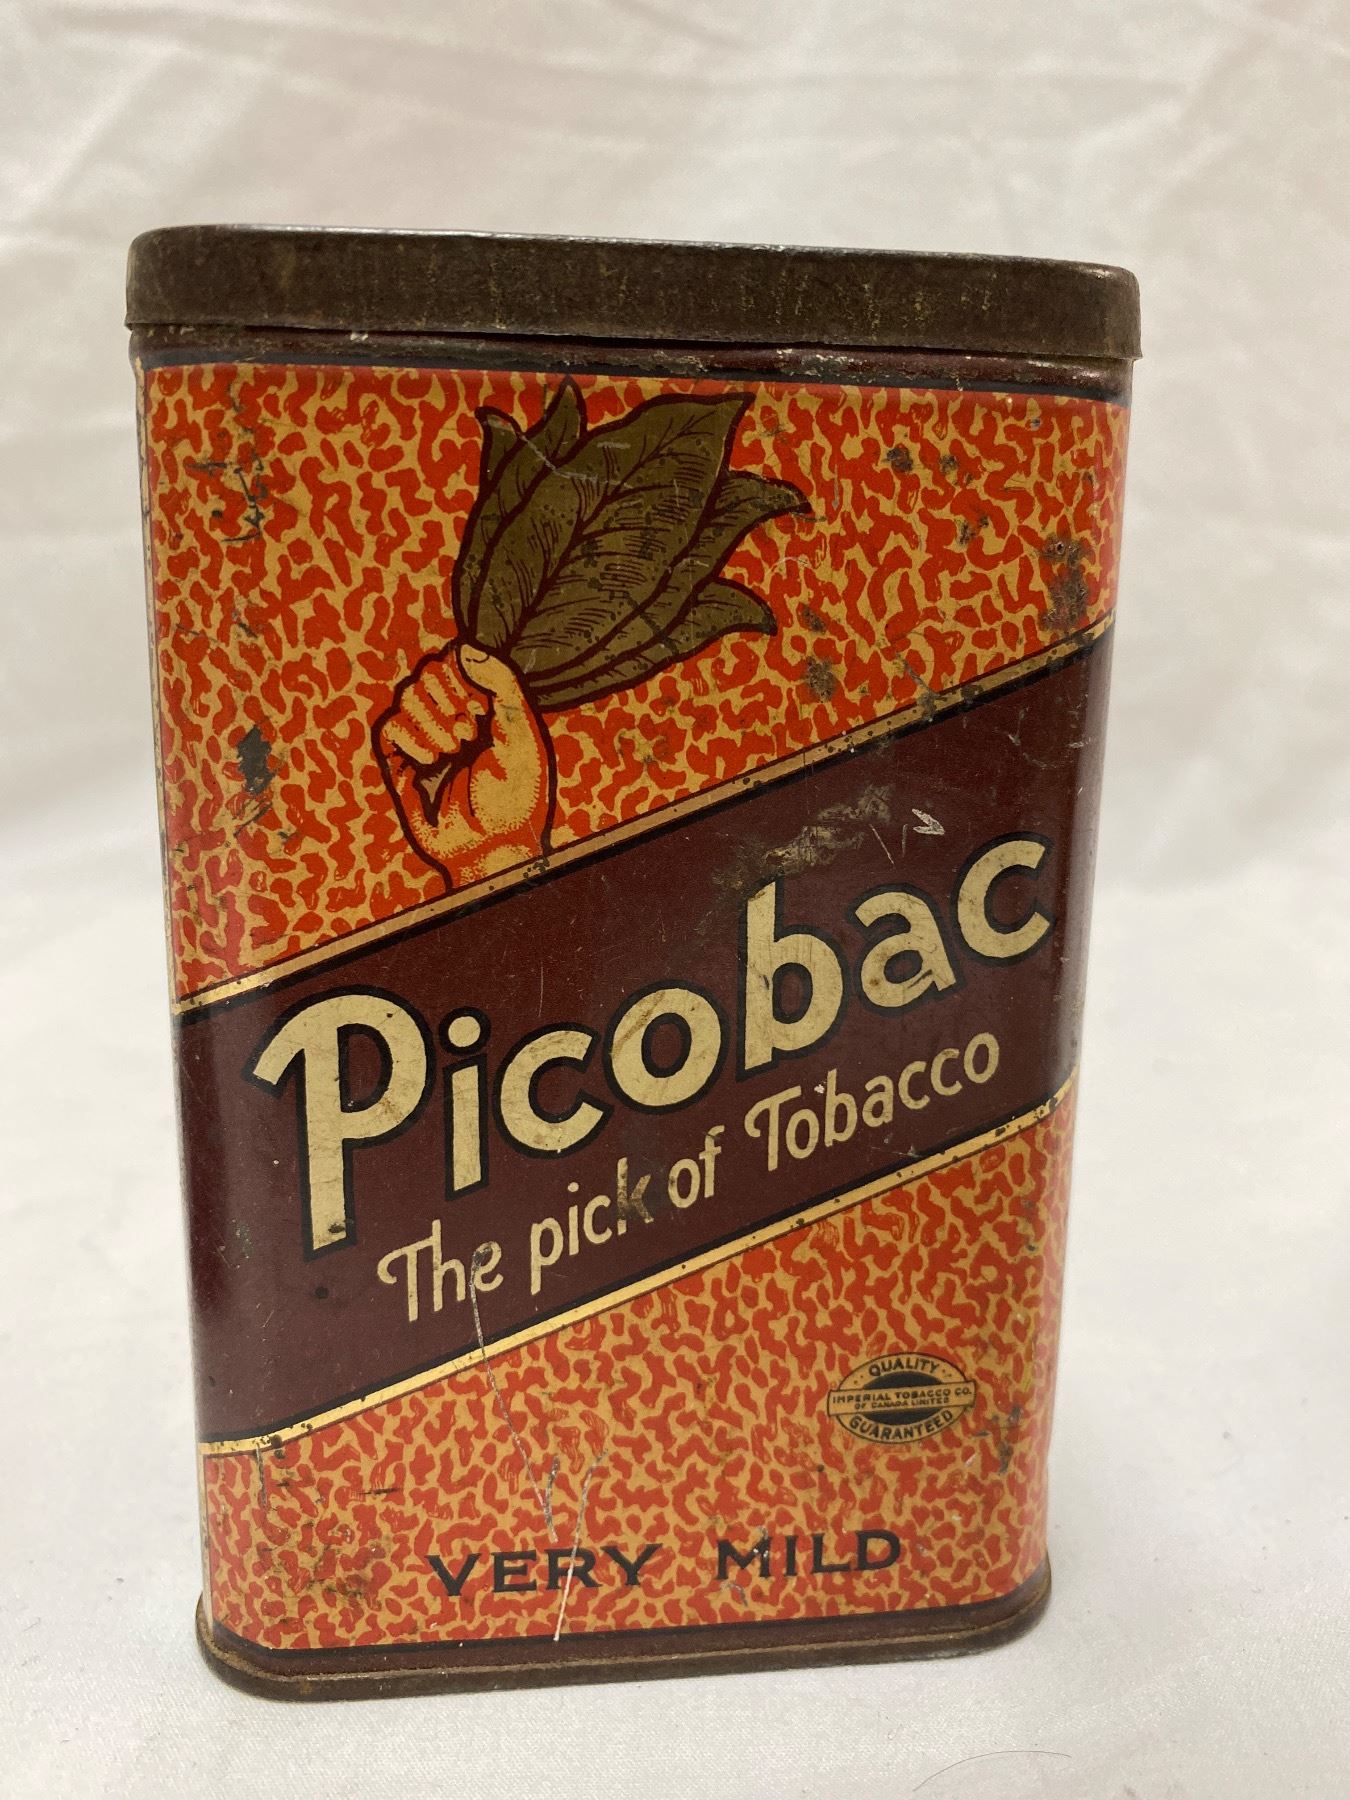 Picobac
The pick of Tobacco
QUALITY
IMPERIAL TOBACCO CO.
OF CANADA LIMITED
GUARANTEED
VERY MILD